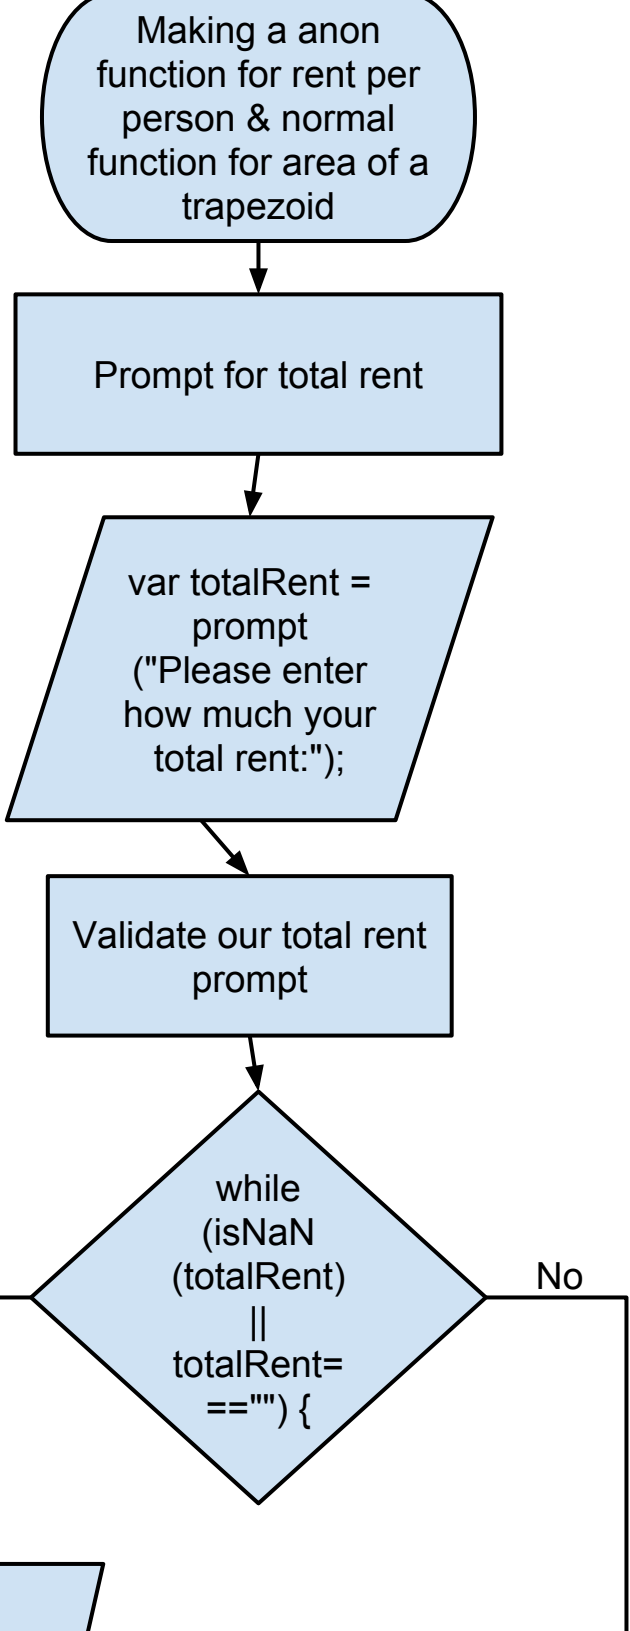 Making a anon
function for rent per
person & normal
function for area of a
trapezoid
Prompt for total rent
var totalRent =
prompt
("Please enter
how much your
total rent:");
Validate our total rent
prompt
while
(isNaN
(totalRent)
||
totalRent=
=="") {
No